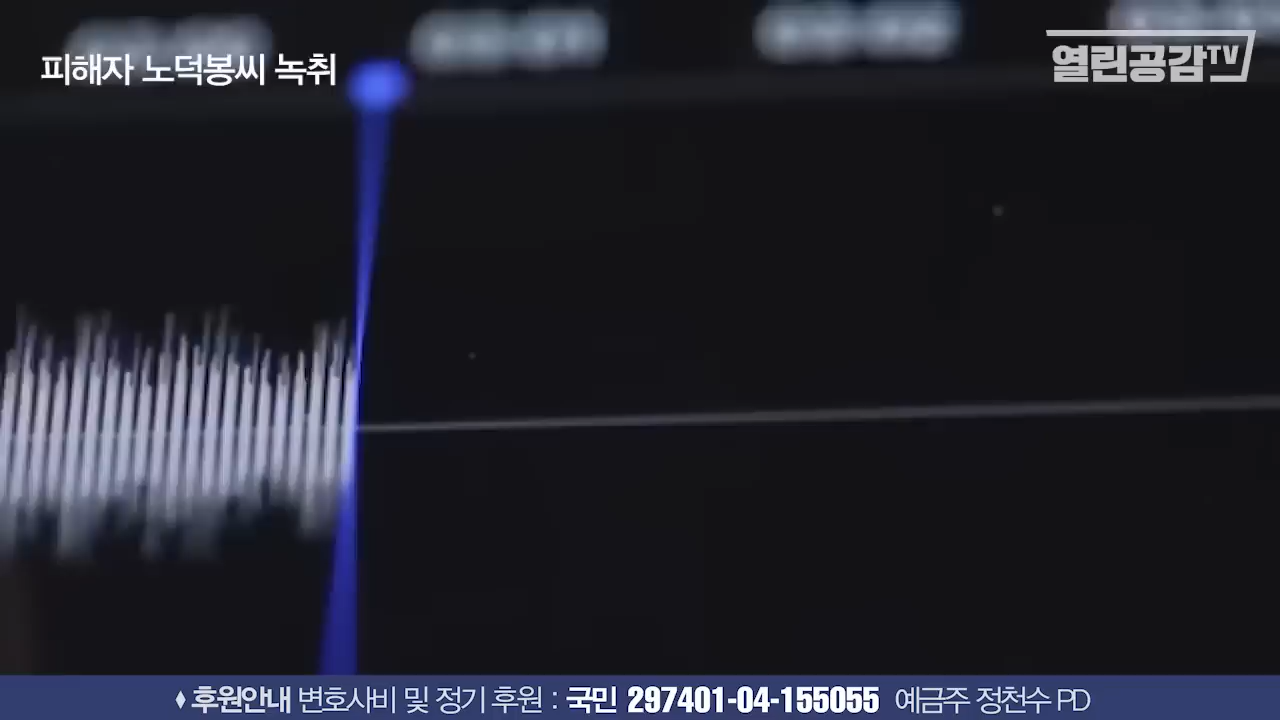 피해자 노덕봉씨 녹취
열린공감TV
♦ 후원안내 변호사비 및 정기 후원 : 국민 297401-04-155055 예금주 정천수 PD